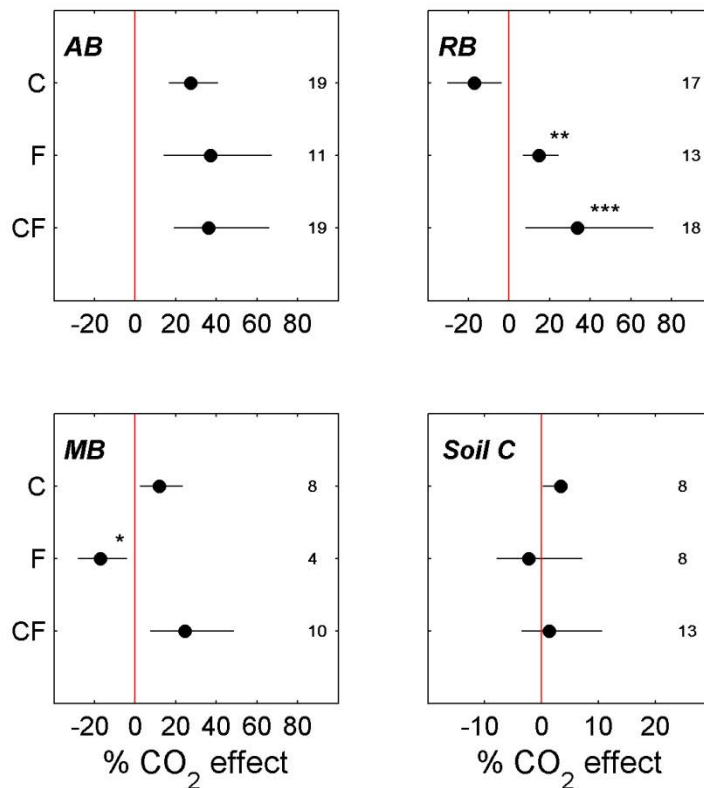 AB
C 19
F 11
CF 19
-20 0 20 40 60 80
RB
17
** 13
*** 18
-20 0 20 40 60 80
MB
C 8
F * 4
CF 10
-20 0 20 40 60 80
% CO2 effect
Soil C
8
8
13
-10 0 10 20
% CO2 effect